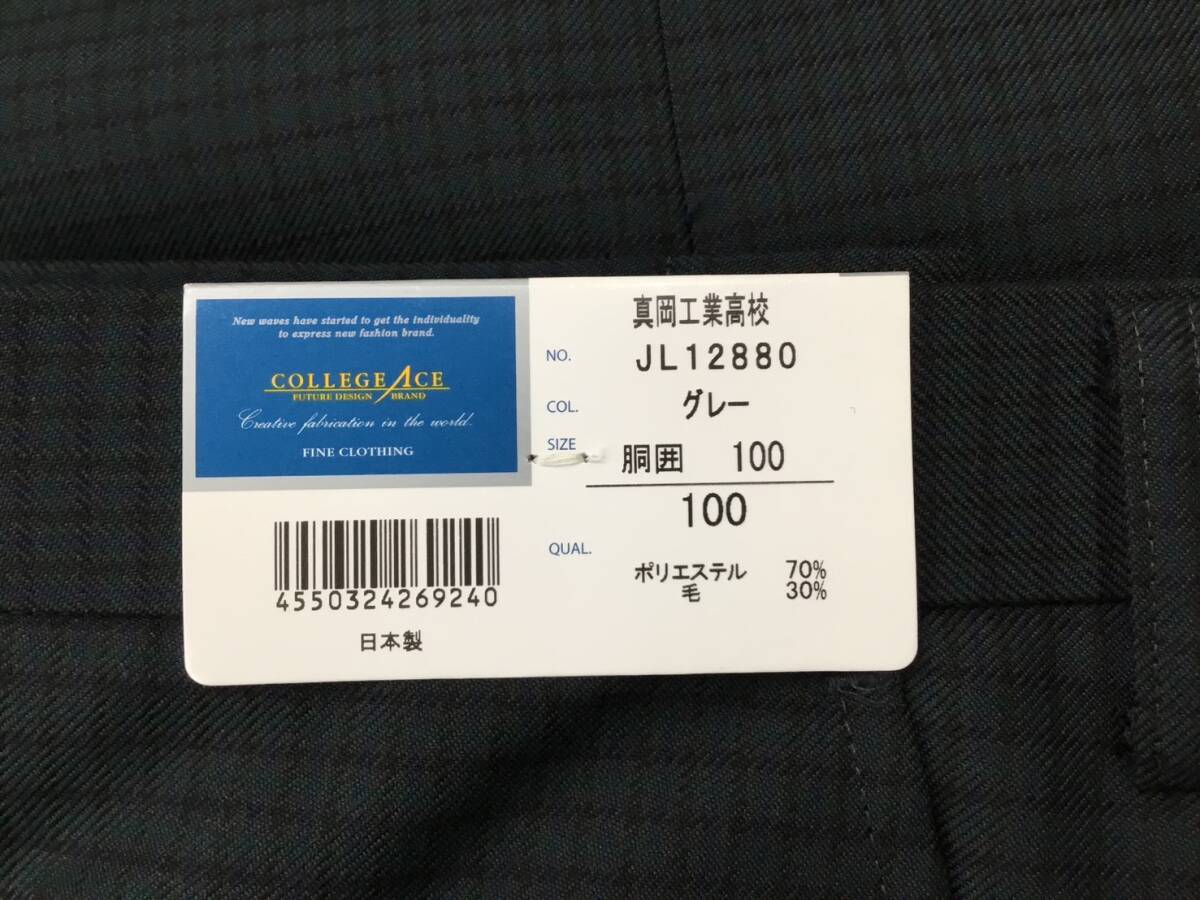 New waves have started to get the individuality
to express new fashion brand.
COLLEGE ACE
FUTURE DESIGN BRAND
Creative fabrication in the world.
FINE CLOTHING
4550324269240
日本製
真岡工業高校
NO. JL12880
COL. グレー
SIZE 胴囲 100
100
QUAL. ポリエステル 70%
毛 30%